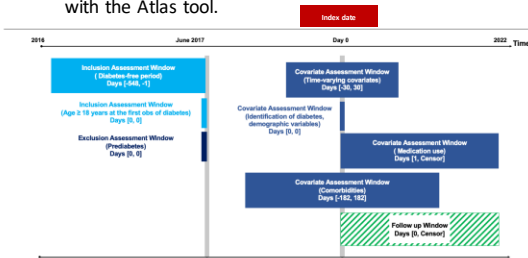 with the Atlas tool.
Index date
2016
June 2017
Day 0
2022
Time
Inclusion Assessment Window
( Diabetes-free period)
Days [-548, -1]
Inclusion Assessment Window
(Age ≥ 18 years at the first obs of diabetes)
Days [0, 0]
Exclusion Assessment Window
(Prediabetes)
Days [0, 0]
Covariate Assessment Window
(Time-varying covariates)
Days [-30, 30]
Covariate Assessment Window
(Identification of diabetes,
demographic variables)
Days [0, 0]
Covariate Assessment Window
( Medication use)
Days [1, Censor]
Covariate Assessment Window
(Comorbidities)
Days [-182, 182]
Follow up Window
Days [0, Censor]